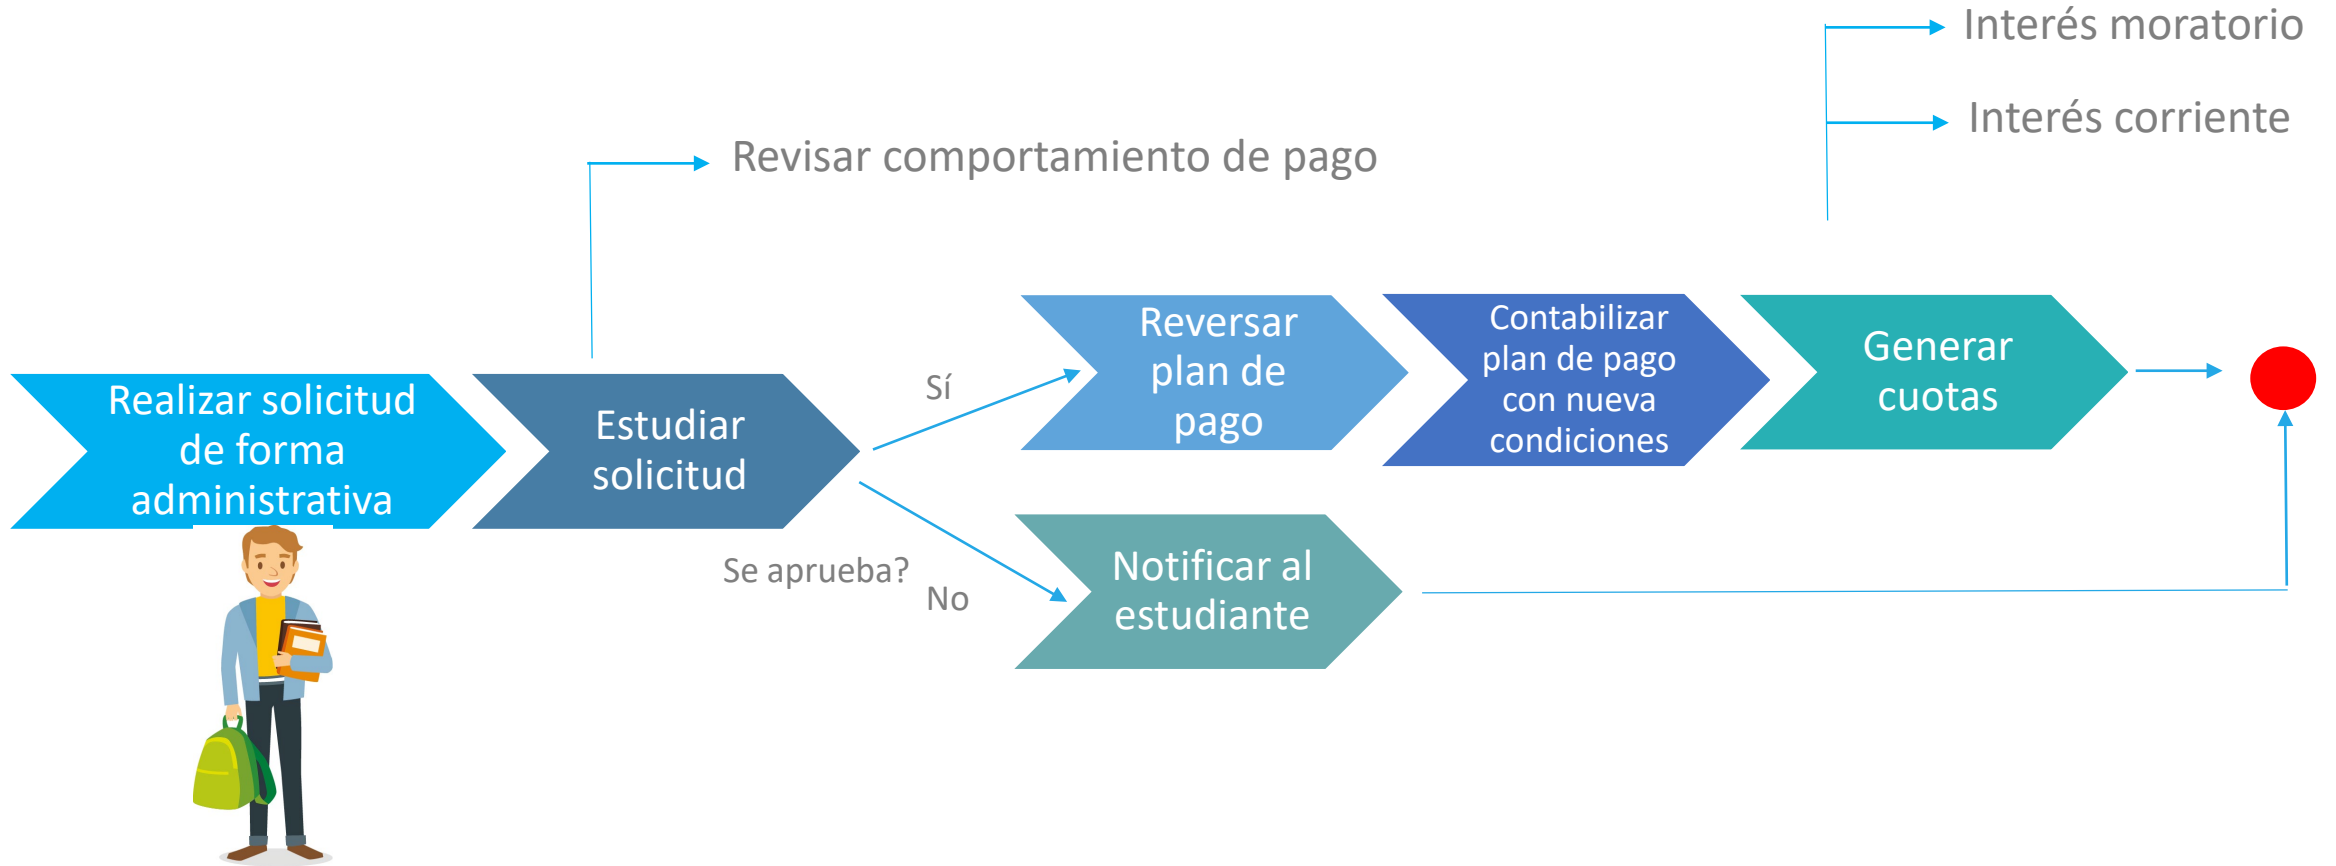 Interés moratorio
Interés corriente
Revisar comportamiento de pago
Realizar solicitud
de forma
administrativa
Estudiar
solicitud
Se aprueba?
Sí
No
Reversar
plan de
pago
Contabilizar
plan de pago
con nueva
condiciones
Generar
cuotas
Notificar al
estudiante